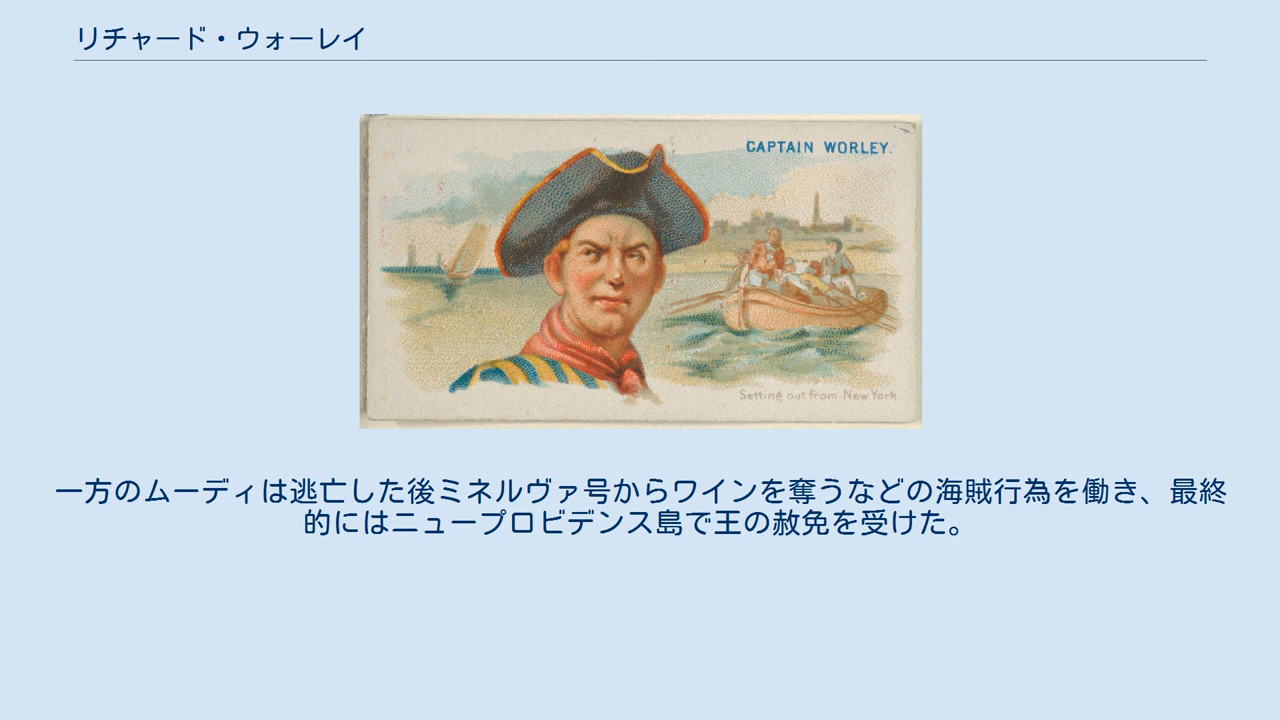 リチャード・ウォーレイ
CAPTAIN WORLEY.
Setting out from New York
一方のムーディは逃亡した後ミネルヴァ号からワインを奪うなどの海賊行為を働き、最終
的にはニュープロビデンス島で王の赦免を受けた。